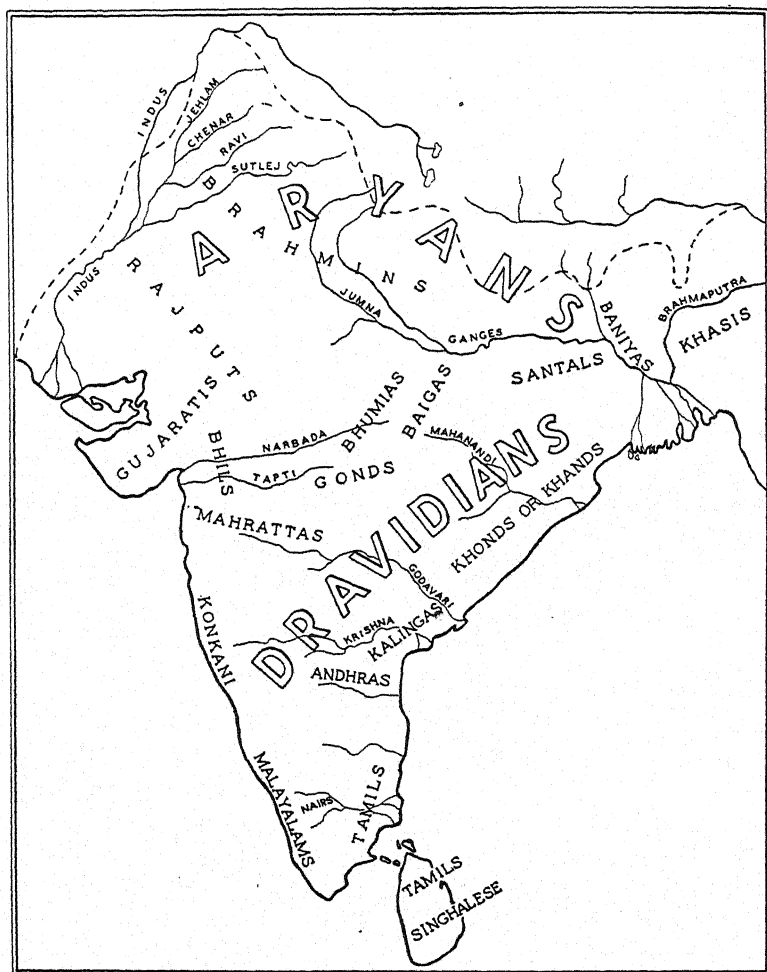 INDUS
JEHLAM
CHENAR
RAVI
SUTLEJ
ARYANS
BRAHMINS
INDUS
RAJPUTS
JUMNA
GANGES
BRAHMAPUTRA
BANIYAS
KHASIS
SANTALS
GUJARATIS
BHUMIAS
BAIGAS
BHILS
NARBADA
MAHANANDI
TAPTI
GONDS
DRAVIDIANS
MAHRATTAS
KHONDS OR KHANDS
GODAVARI
KONKANI
KRISHNA
KALINGAS
ANDHRAS
MALAYALAMS
NAIRS
TAMILS
TAMILS
SINGHALESE